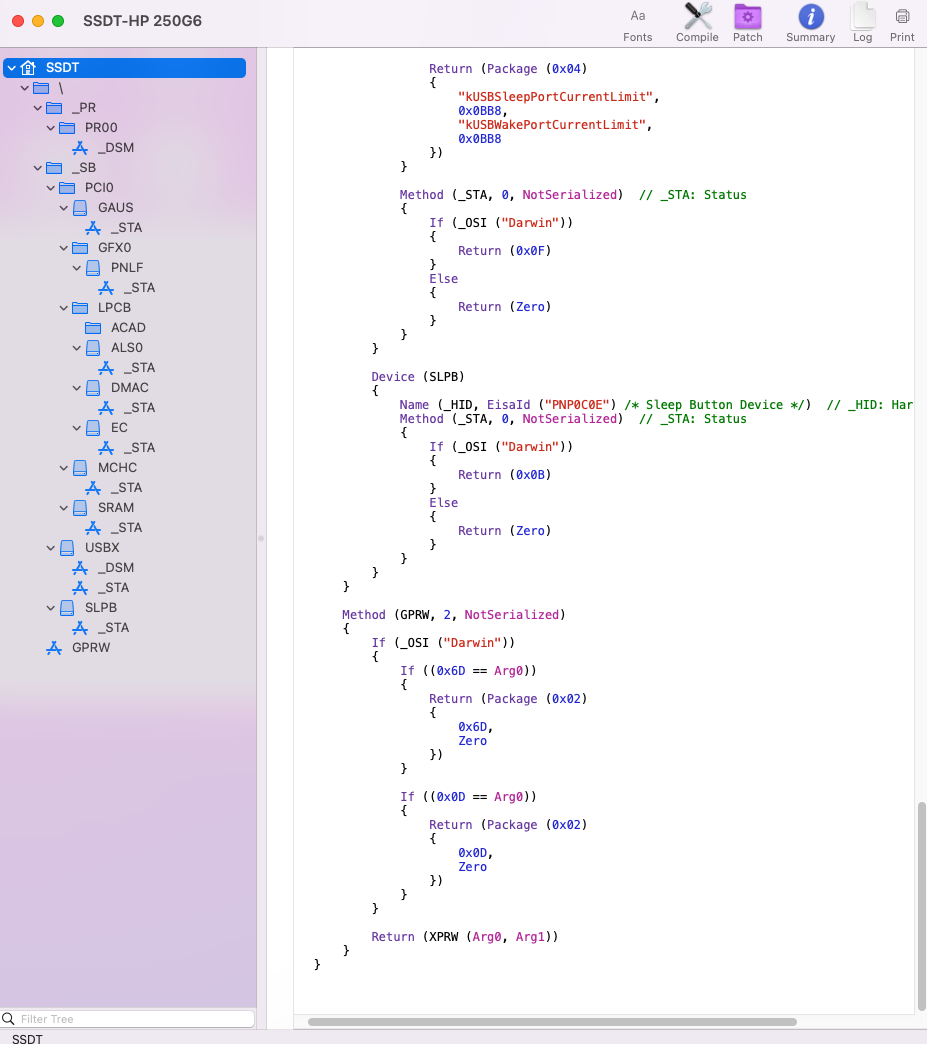 SSDT-HP 250G6
Aa
Fonts
Compile
Patch
Summary
Log
Print
SSDT
\
_PR
PR00
_DSM
_SB
PCI0
GAUS
_STA
GFX0
PNLF
_STA
LPCB
ACAD
ALS0
_STA
DMAC
_STA
EC
_STA
MCHC
_STA
SRAM
_STA
USBX
_DSM
_STA
SLPB
_STA
GPRW
Filter Tree
SSDT
Return (Package (0x04)
{
"kUSBSleepPortCurrentLimit",
0x0BB8,
"kUSBWakePortCurrentLimit",
0x0BB8
})
}
Method (_STA, 0, NotSerialized)  // _STA: Status
{
If (_OSI ("Darwin"))
{
Return (0x0F)
}
Else
{
Return (Zero)
}
}
}
Device (SLPB)
{
Name (_HID, EisaId ("PNP0C0E") /* Sleep Button Device */)  // _HID: Har
Method (_STA, 0, NotSerialized)  // _STA: Status
{
If (_OSI ("Darwin"))
{
Return (0x0B)
}
Else
{
Return (Zero)
}
}
}
}
Method (GPRW, 2, NotSerialized)
{
If (_OSI ("Darwin"))
{
If ((0x6D == Arg0))
{
Return (Package (0x02)
{
0x6D,
Zero
})
}
If ((0x0D == Arg0))
{
Return (Package (0x02)
{
0x0D,
Zero
})
}
}
Return (XPRW (Arg0, Arg1))
}
}